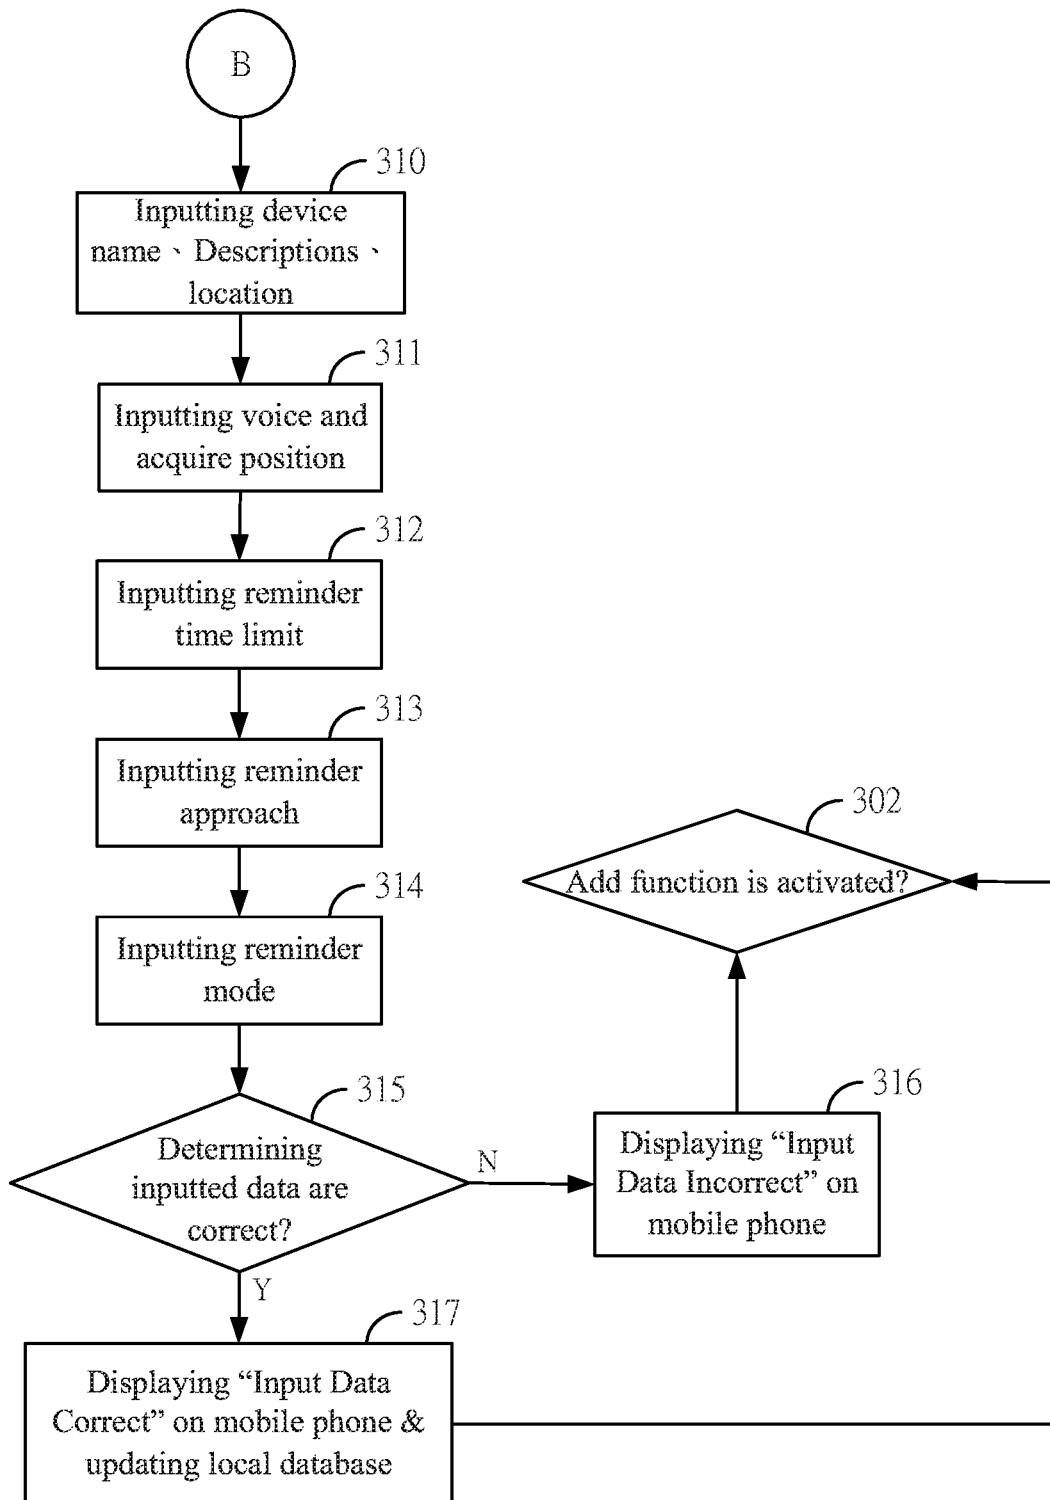 B
310
Inputting device
name、Descriptions、
location
311
Inputting voice and
acquire position
312
Inputting reminder
time limit
313
Inputting reminder
approach
302
Add function is activated?
314
Inputting reminder
mode
315
Determining
inputted data are
correct?
N
316
Displaying “Input
Data Incorrect” on
mobile phone
Y
317
Displaying “Input Data
Correct” on mobile phone &
updating local database